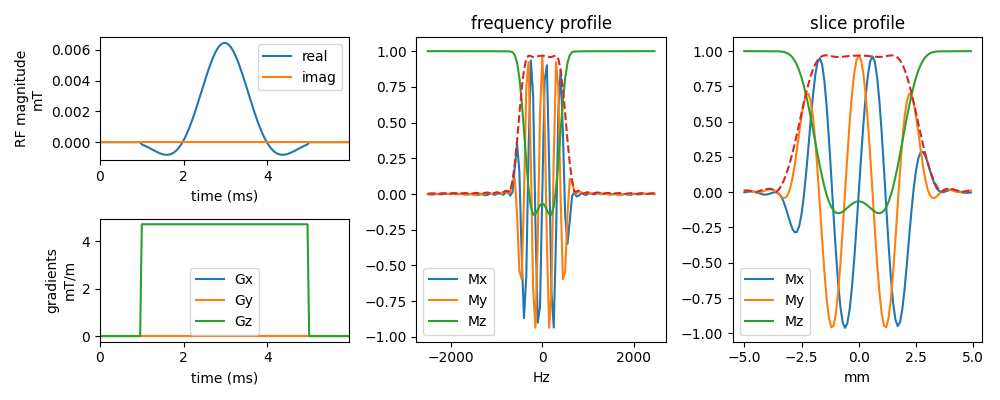 RF magnitude
mT
0.006
0.004
0.002
0.000
real
imag
0 2 4
time (ms)
gradients
mT/m
4
2
0
Gx
Gy
Gz
0 2 4
time (ms)
frequency profile
1.00
0.75
0.50
0.25
0.00
−0.25
−0.50
−0.75
−1.00
Mx
My
Mz
−2000 0 2000
Hz
slice profile
1.00
0.75
0.50
0.25
0.00
−0.25
−0.50
−0.75
−1.00
Mx
My
Mz
−5.0 −2.5 0.0 2.5 5.0
mm